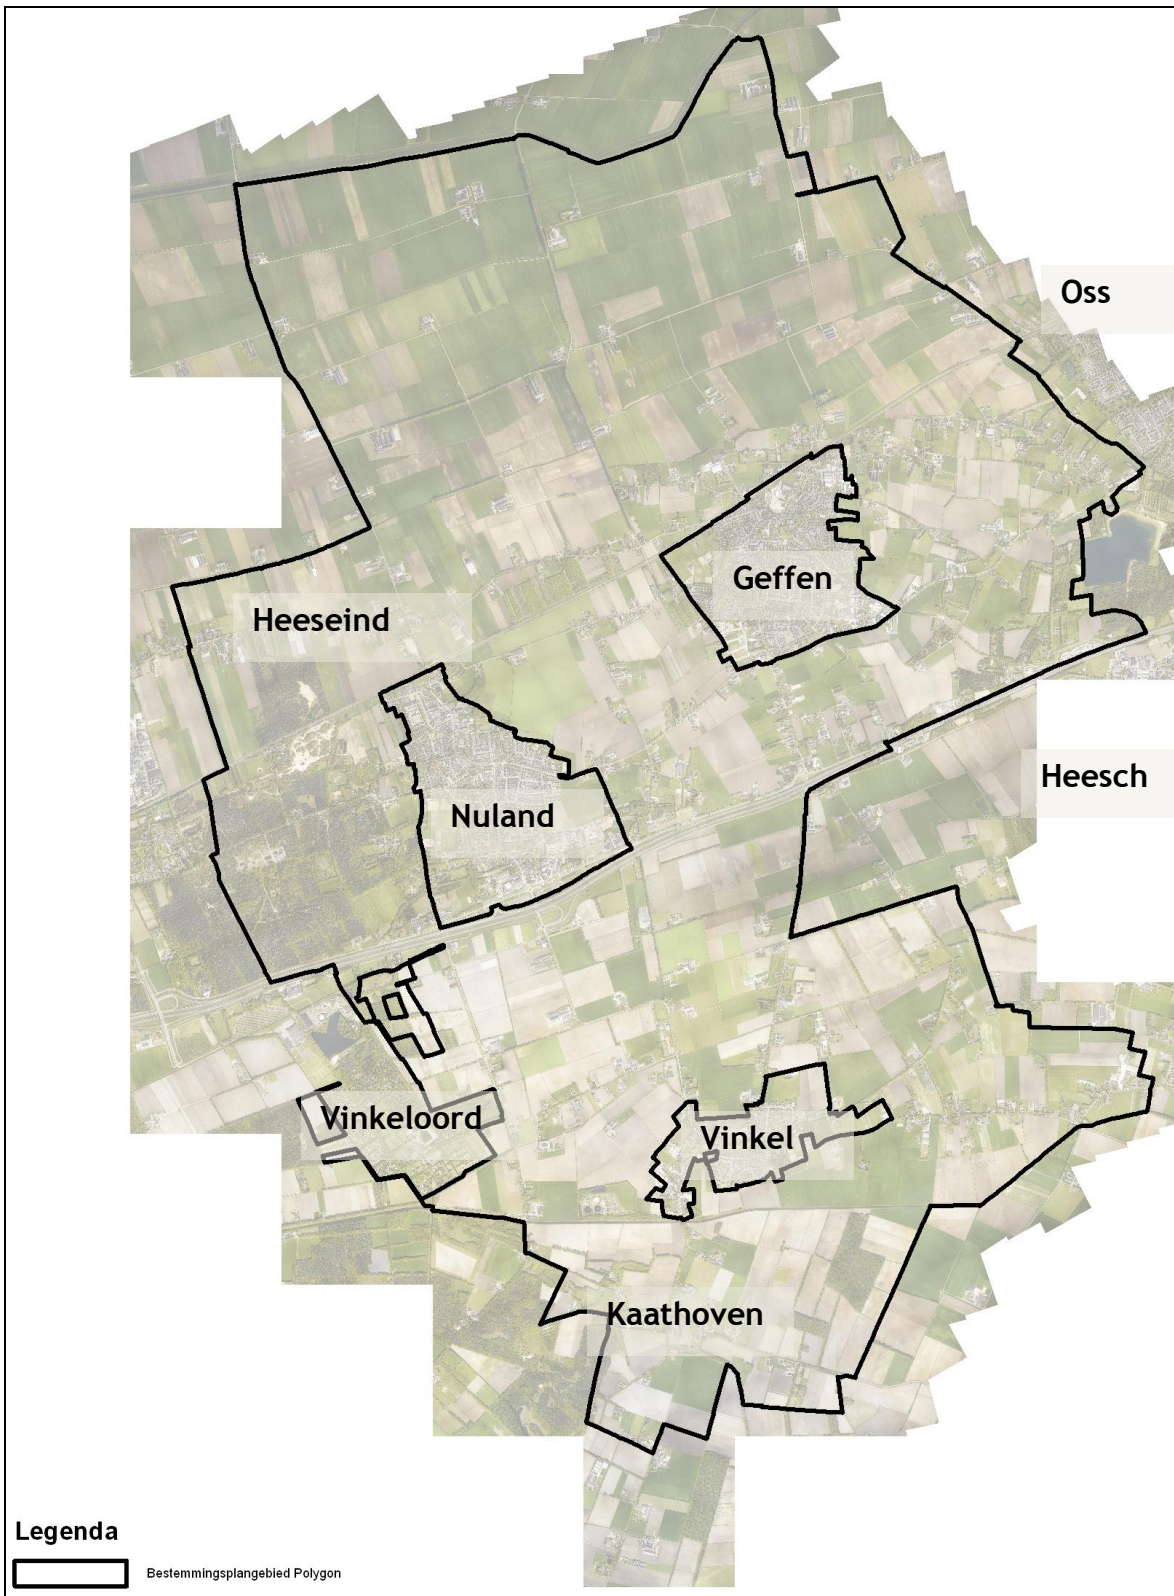 Oss
Geffen
Heeseind
Heesch
Nuland
Vinkeloord
Vinkel
Kaathoven
Legenda
Bestemmingsplangebied Polygon